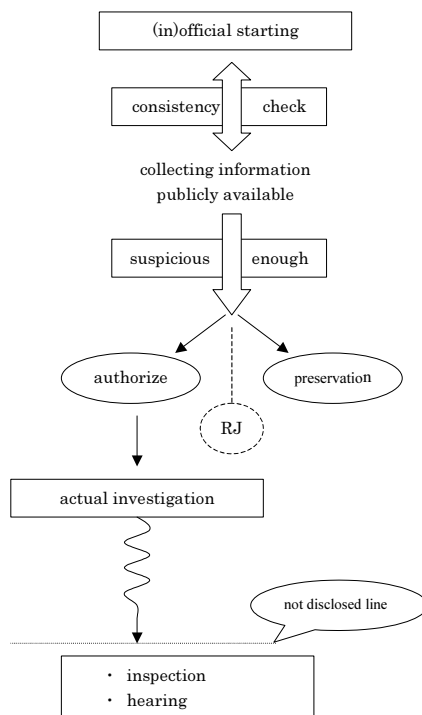 (in)official starting
consistency check
collecting information
publicly available
suspicious enough
authorize
preservation
RJ
actual investigation
not disclosed line
・ inspection
・ hearing